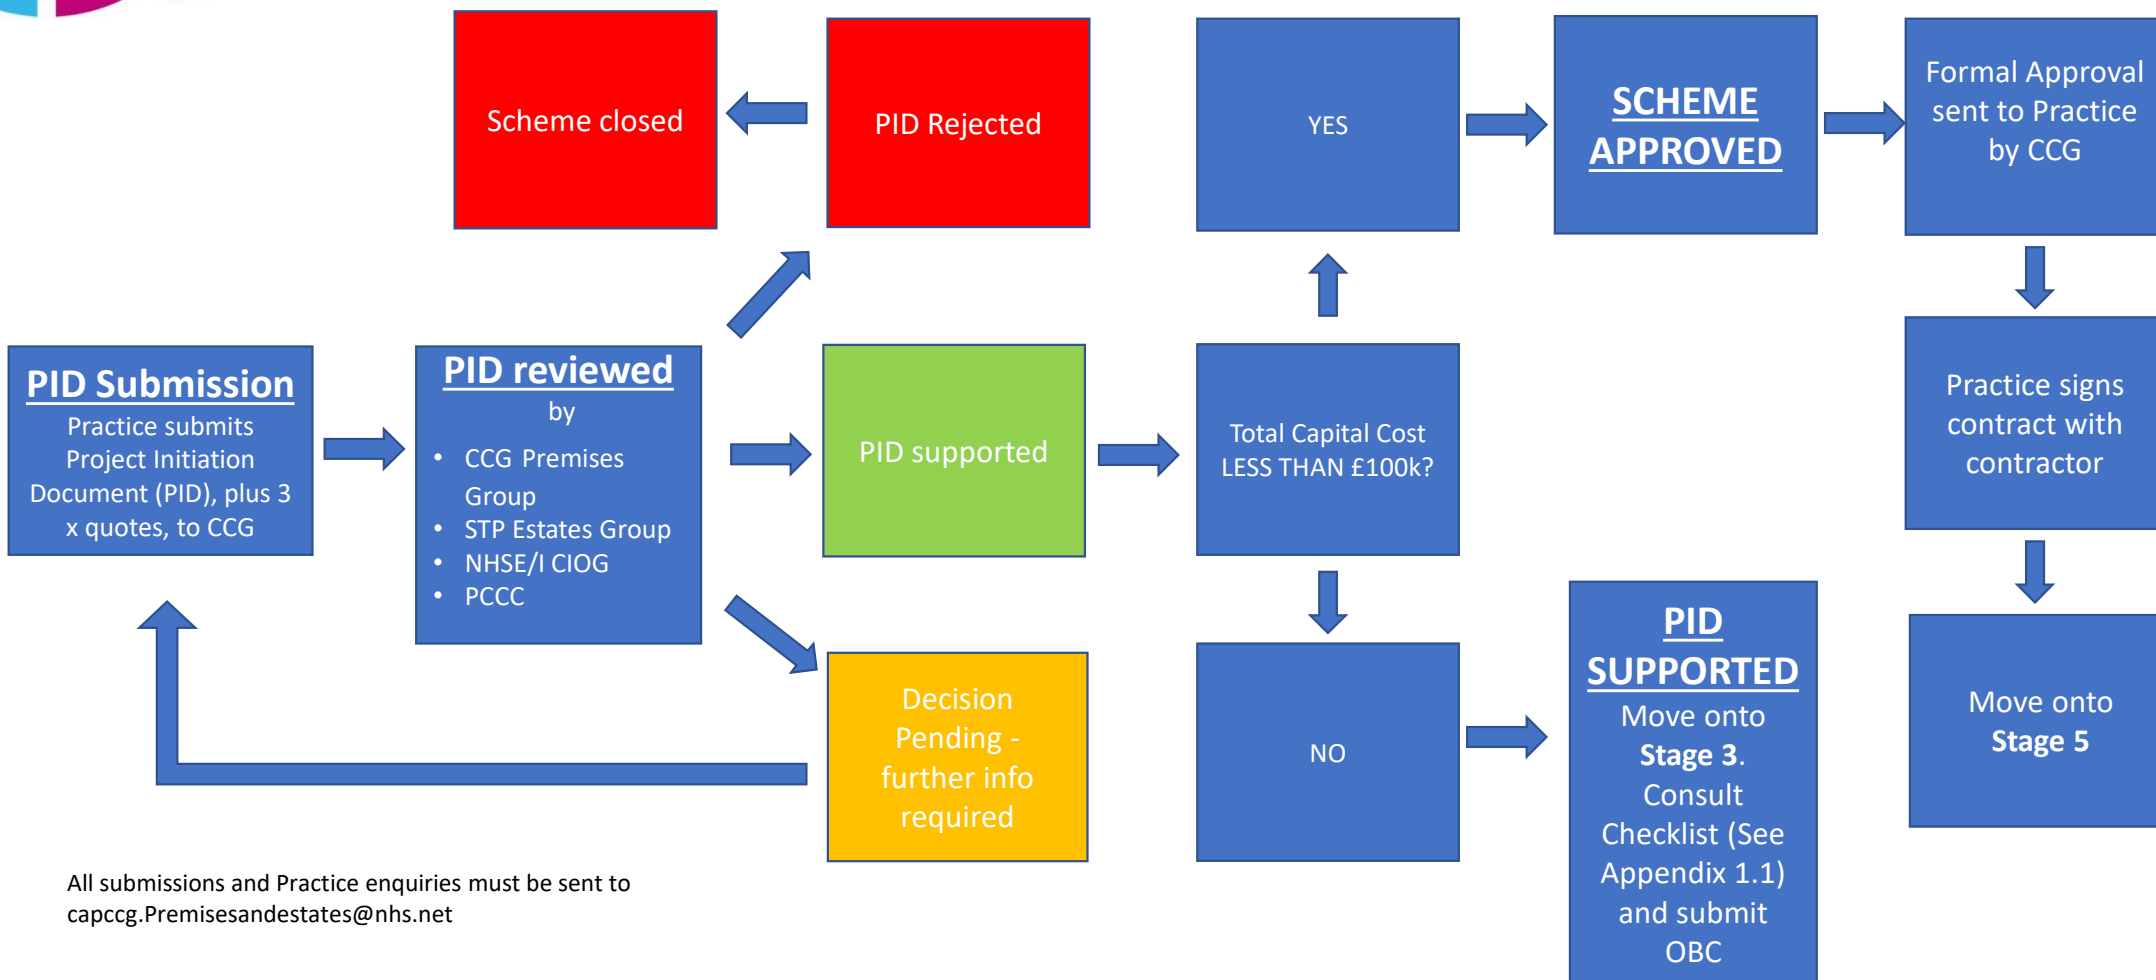 Scheme closed
PID Rejected
YES
SCHEME
APPROVED
Formal Approval
sent to Practice
by CCG
PID Submission
Practice submits
Project Initiation
Document (PID), plus 3
x quotes, to CCG
PID reviewed
by
• CCG Premises
Group
• STP Estates Group
• NHSE/I CIOG
• PCCC
PID supported
Total Capital Cost
LESS THAN £100k?
Practice signs
contract with
contractor
Decision
Pending -
further info
required
NO
PID
SUPPORTED
Move onto
Stage 3.
Consult
Checklist (See
Appendix 1.1)
and submit
OBC
Move onto
Stage 5
All submissions and Practice enquiries must be sent to
capccg.Premisesandestates@nhs.net